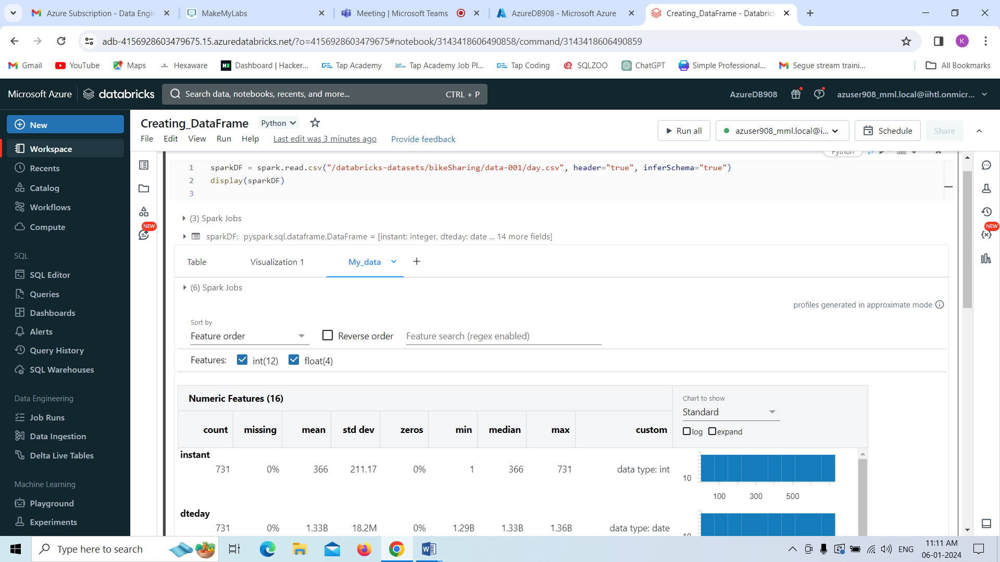 Azure Subscription - Data Engin
MakeMyLabs
Meeting | Microsoft Teams
AzureDB908 - Microsoft Azure
Creating_DataFrame - Databrick
adb-4156928603479675.15.azuredatabricks.net/?o=4156928603479675#notebook/3143418606490858/command/3143418606490859
K
Gmail
YouTube
Maps
Hexaware
Dashboard | Hacker...
Tap Academy
Tap Academy Job Pl...
Tap Coding
SQLZOO
ChatGPT
Simple Professional...
Segue stream traini...
All Bookmarks
Microsoft Azure
databricks
Search data, notebooks, recents, and more...
CTRL + P
AzureDB908
azuser908_mml.local@iihtl.onmicr...
New
Workspace
Recents
Catalog
Workflows
Compute
SQL
SQL Editor
Queries
Dashboards
Alerts
Query History
SQL Warehouses
Data Engineering
Job Runs
Data Ingestion
Delta Live Tables
Machine Learning
Playground
Experiments
Creating_DataFrame
Python
File Edit View Run Help
Last edit was 3 minutes ago
Provide feedback
Run all
azuser908_mml.local@i...
Schedule
Share
NEW
NEW
Python
1 sparkDF = spark.read.csv("/databricks-datasets/bikeSharing/data-001/day.csv", header="true", inferSchema="true")
2 display(sparkDF)
3
(3) Spark Jobs
sparkDF: pyspark.sql.dataframe.DataFrame = [instant: integer, dteday: date ... 14 more fields]
Table
Visualization 1
My_data
+
(6) Spark Jobs
profiles generated in approximate mode
Sort by
Feature order
Reverse order
Feature search (regex enabled)
Features: int(12) float(4)
Numeric Features (16)
Chart to show
Standard
log expand
count missing mean std dev zeros min median max custom
instant
731 0% 366 211.17 0% 1 366 731 data type: int
10
100 300 500
dteday
731 0% 1.33B 18.2M 0% 1.29B 1.33B 1.36B data type: date
10
Type here to search
ENG
11:11 AM
06-01-2024